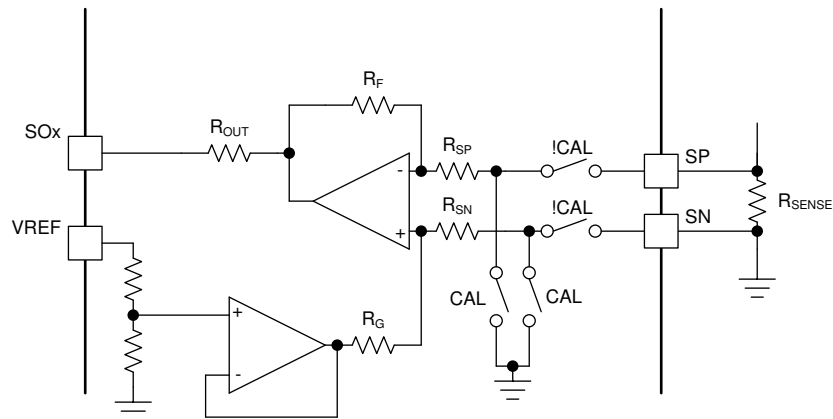 SOx
VREF
R_OUT
R_F
-
+
R_SP
R_SN
!CAL
!CAL
SP
SN
R_SENSE
CAL
CAL
R_G
+
-